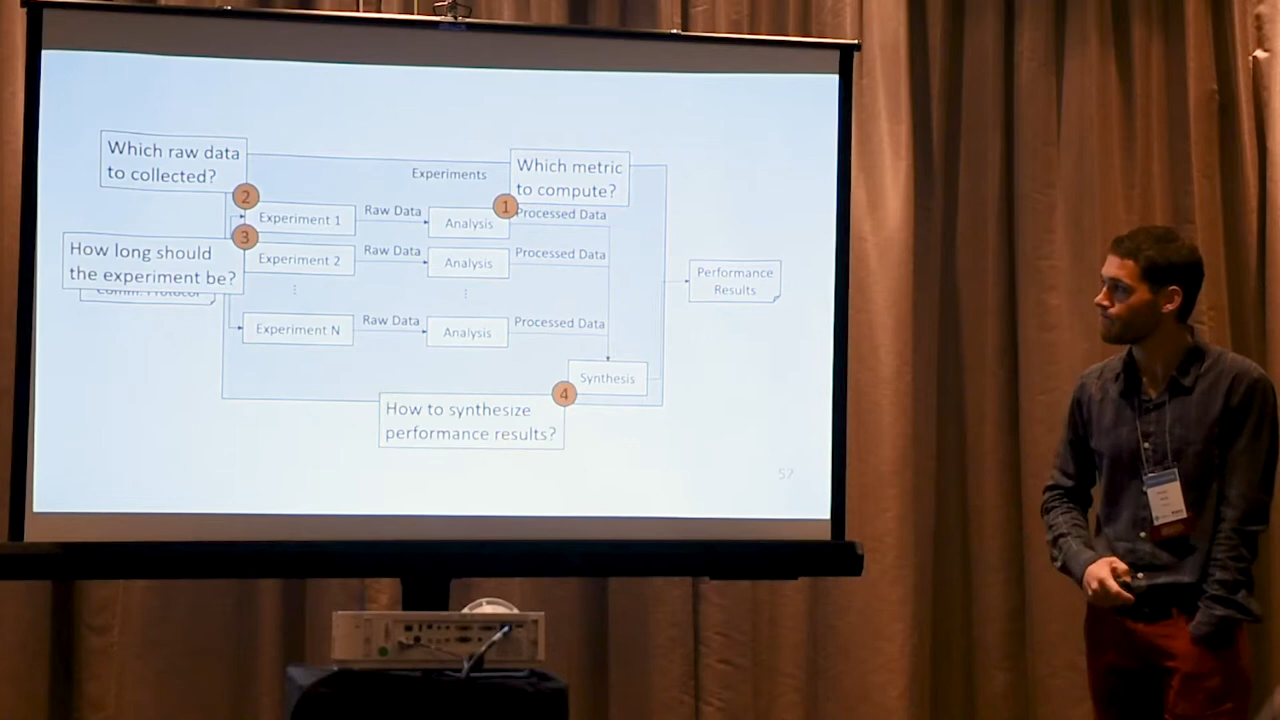 Which raw data
to collected?
Experiments
Which metric
to compute?
2
1
Experiment 1
Raw Data
Analysis
Processed Data
3
How long should
the experiment be?
Experiment 2
Raw Data
Analysis
Processed Data
Comm. Protocol
Performance
Results
Experiment N
Raw Data
Analysis
Processed Data
Synthesis
4
How to synthesize
performance results?
57